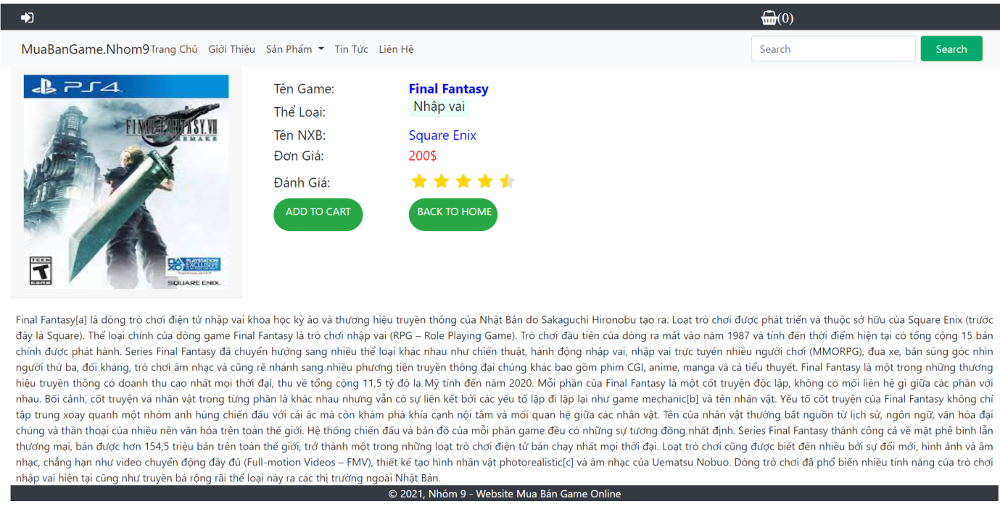 (0)
MuaBanGame.Nhom9 Trang Chủ Giới Thiệu Sản Phẩm Tin Tức Liên Hệ Search Search
PS4
FINAL FANTASY VII
REMAKE
TEEN
T
ESRB
PLAYSTATION
EXCLUSIVE
SQUARE ENIX.
Tên Game: Final Fantasy
Thể Loại: Nhập vai
Tên NXB: Square Enix
Đơn Giá: 200$
Đánh Giá:
ADD TO CART BACK TO HOME
Final Fantasy[a] là dòng trò chơi điện tử nhập vai khoa học kỳ ảo và thương hiệu truyền thông của Nhật Bản do Sakaguchi Hironobu tạo ra. Loạt trò chơi được phát triển và thuộc sở hữu của Square Enix (trước
đây là Square). Thể loại chính của dòng game Final Fantasy là trò chơi nhập vai (RPG – Role Playing Game). Trò chơi đầu tiên của dòng ra mắt vào năm 1987 và tính đến thời điểm hiện tại có tổng cộng 15 bản
chính được phát hành. Series Final Fantasy đã chuyển hướng sang nhiều thể loại khác nhau như chiến thuật, hành động nhập vai, nhập vai trực tuyến nhiều người chơi (MMORPG), đua xe, bắn súng góc nhìn
người thứ ba, đối kháng, trò chơi âm nhạc và cũng rẽ nhánh sang nhiều phương tiện truyền thông đại chúng khác bao gồm phim CGI, anime, manga và cả tiểu thuyết. Final Fantasy là một trong những thương
hiệu truyền thông có doanh thu cao nhất mọi thời đại, thu về tổng cộng 11,5 tỷ đô la Mỹ tính đến năm 2020. Mỗi phần của Final Fantasy là một cốt truyện độc lập, không có mối liên hệ gì giữa các phần với
nhau. Bối cảnh, cốt truyện và nhân vật trong từng phần là khác nhau nhưng vẫn có sự liên kết bởi các yếu tố lặp đi lặp lại như game mechanic[b] và tên nhân vật. Yếu tố cốt truyện của Final Fantasy không chỉ
tập trung xoay quanh một nhóm anh hùng chiến đấu với cái ác mà còn khám phá khía cạnh nội tâm và mối quan hệ giữa các nhân vật. Tên của nhân vật thường bắt nguồn từ lịch sử, ngôn ngữ, văn hóa đại
chúng và thần thoại của nhiều nền văn hóa trên toàn thế giới. Hệ thống chiến đấu và bản đồ của mỗi phần game đều có những sự tương đồng nhất định. Series Final Fantasy thành công cả về mặt phê bình lẫn
thương mại, bán được hơn 154,5 triệu bản trên toàn thế giới, trở thành một trong những loạt trò chơi điện tử bán chạy nhất mọi thời đại. Loạt trò chơi cũng được biết đến nhiều bởi sự đổi mới, hình ảnh và âm
nhạc, chẳng hạn như video chuyển động đầy đủ (Full-motion Videos – FMV), thiết kế tạo hình nhân vật photorealistic[c] và âm nhạc của Uematsu Nobuo. Dòng trò chơi đã phổ biến nhiều tính năng của trò chơi
nhập vai hiện tại cũng như truyền bá rộng rãi thể loại này ra các thị trường ngoài Nhật Bản.
© 2021, Nhóm 9 - Website Mua Bán Game Online